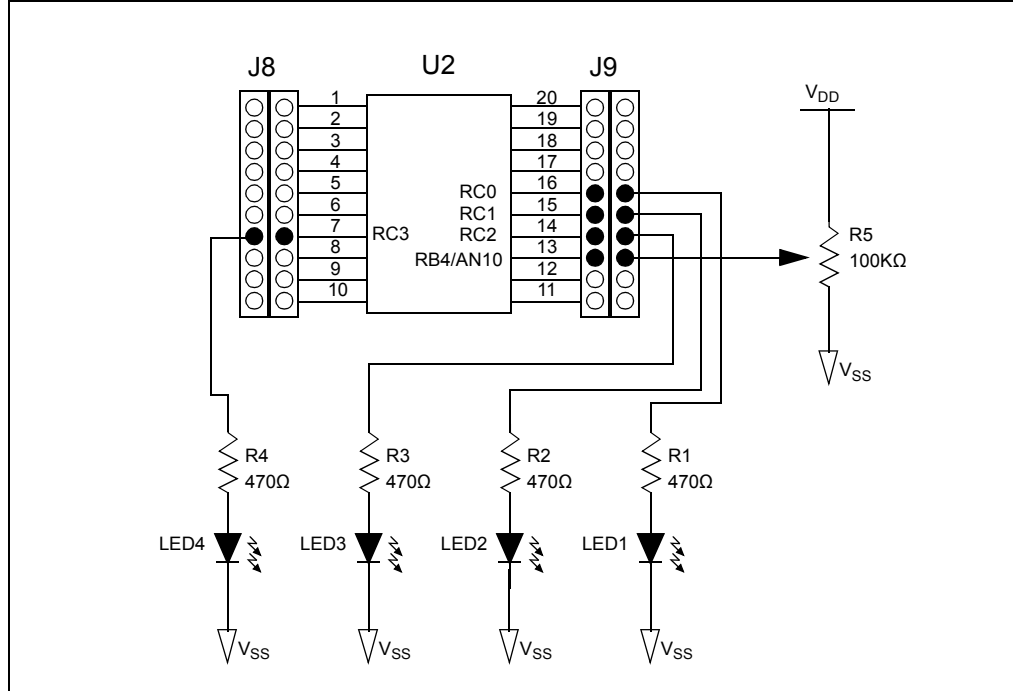 J8 U2 J9
VDD
1 20
2 19
3 18
4 17
5 RC0 16
6 RC1 15
7 RC3 RC2 14
8 RB4/AN10 13
9 12
10 11
R5
100KΩ
VSS
R4 R3 R2 R1
470Ω 470Ω 470Ω 470Ω
LED4 LED3 LED2 LED1
VSS VSS VSS VSS